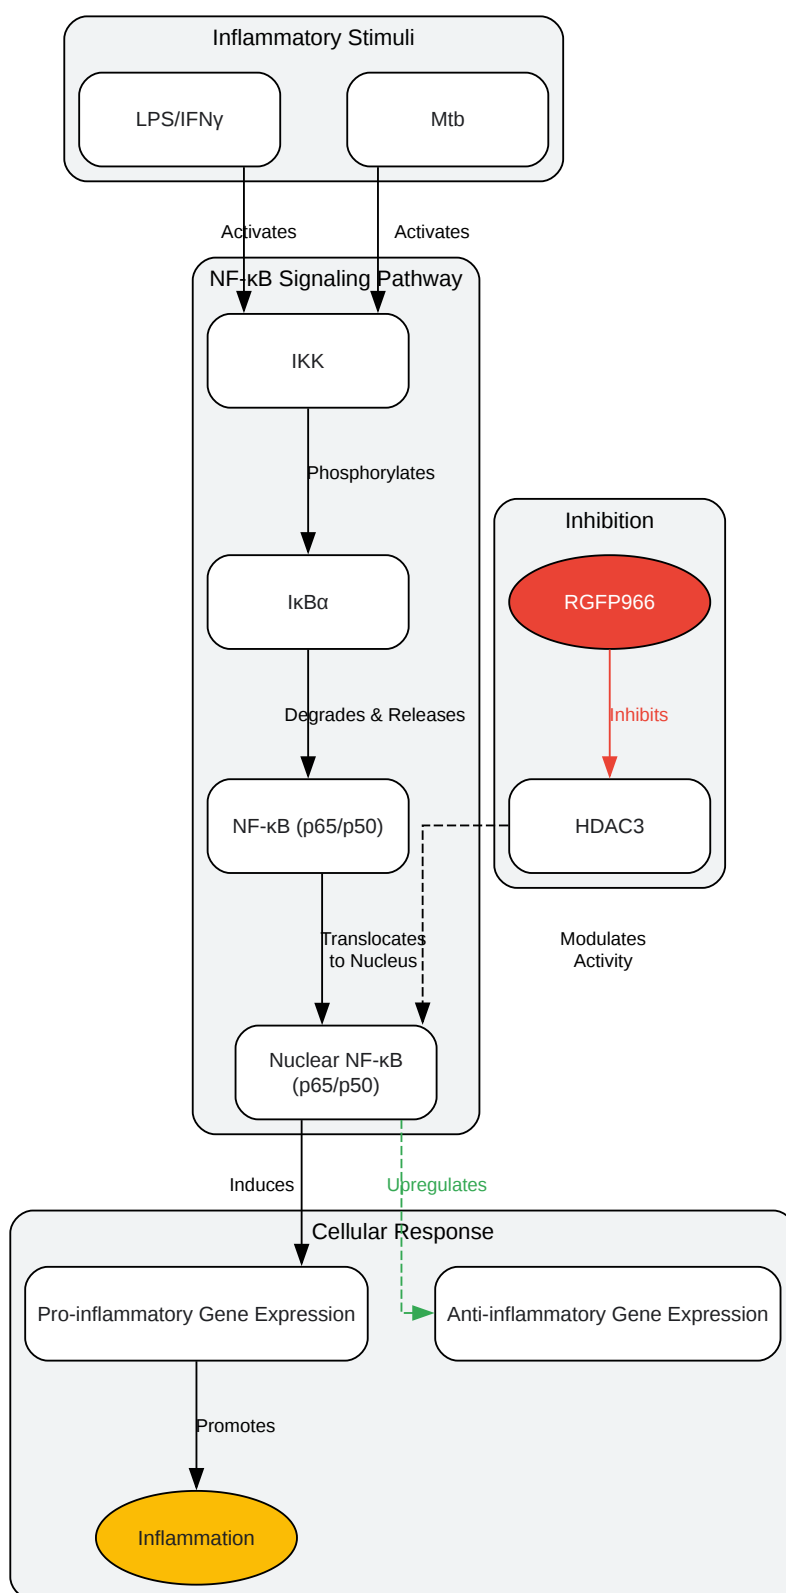 Inflammatory Stimuli
LPS/IFNγ
Mtb
Activates
Activates
NF-κB Signaling Pathway
IKK
Phosphorylates
Inhibition
IκBα
RGFP966
Degrades & Releases
Inhibits
NF-κB (p65/p50)
HDAC3
Translocates
to Nucleus
Modulates
Activity
Nuclear NF-κB
(p65/p50)
Induces
Upregulates
Cellular Response
Pro-inflammatory Gene Expression
Anti-inflammatory Gene Expression
Promotes
Inflammation